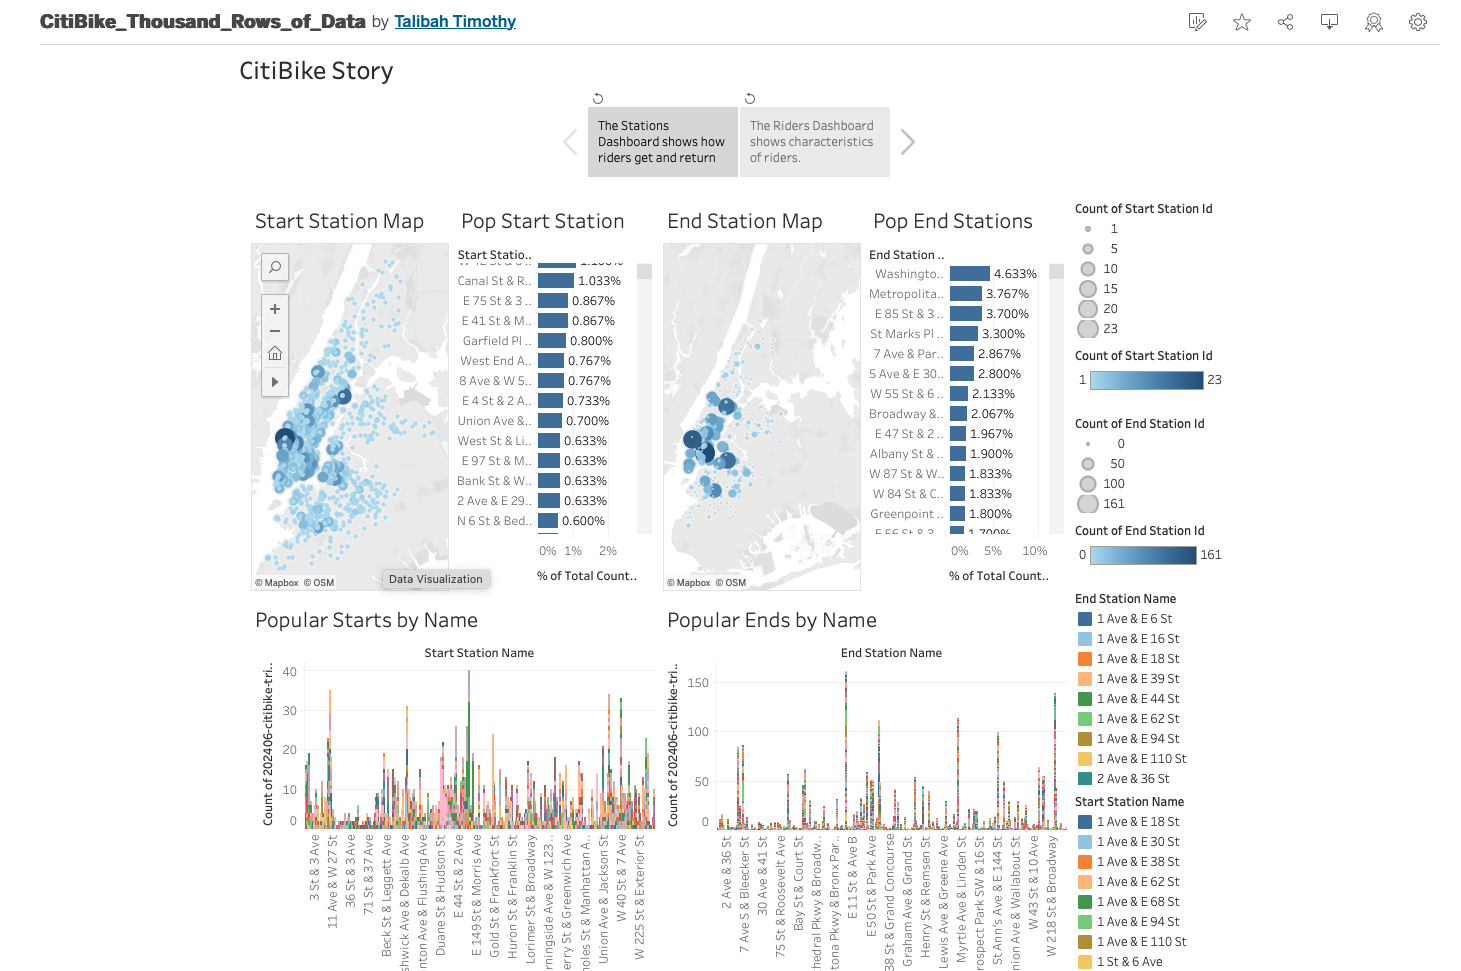 CitiBike_Thousand_Rows_of_Data by Talibah Timothy
CitiBike Story
The Stations
Dashboard shows how
riders get and return
The Riders Dashboard
shows characteristics
of riders.
Start Station Map
© Mapbox © OSM
Data Visualization
Pop Start Station
Start Statio..
Canal St & R.. 1.033%
E 75 St & 3 .. 0.867%
E 41 St & M.. 0.867%
Garfield Pl .. 0.800%
West End A.. 0.767%
8 Ave & W 5.. 0.767%
E 4 St & 2 A.. 0.733%
Union Ave &.. 0.700%
West St & Li.. 0.633%
E 97 St & M.. 0.633%
Bank St & W.. 0.633%
2 Ave & E 29.. 0.633%
N 6 St & Bed.. 0.600%
0% 1% 2%
% of Total Count..
End Station Map
© Mapbox © OSM
Pop End Stations
End Station ..
Washingto.. 4.633%
Metropolita.. 3.767%
E 85 St & 3 .. 3.700%
St Marks Pl .. 3.300%
7 Ave & Par.. 2.867%
5 Ave & E 30.. 2.800%
W 55 St & 6 .. 2.133%
Broadway &.. 2.067%
E 47 St & 2 .. 1.967%
Albany St & .. 1.900%
W 87 St & W.. 1.833%
W 84 St & C.. 1.833%
Greenpoint .. 1.800%
E 56 St & 3 .. 1.700%
0% 5% 10%
% of Total Count..
Count of Start Station Id
1
5
10
15
20
23
Count of Start Station Id
1 23
Count of End Station Id
0
50
100
161
Count of End Station Id
0 161
End Station Name
1 Ave & E 6 St
1 Ave & E 16 St
1 Ave & E 18 St
1 Ave & E 39 St
1 Ave & E 44 St
1 Ave & E 62 St
1 Ave & E 94 St
1 Ave & E 110 St
2 Ave & 36 St
Start Station Name
1 Ave & E 18 St
1 Ave & E 30 St
1 Ave & E 38 St
1 Ave & E 62 St
1 Ave & E 68 St
1 Ave & E 94 St
1 Ave & E 110 St
1 St & 6 Ave
Popular Starts by Name
Start Station Name
Count of 202406-citibike-tri..
40
30
20
10
0
3 St & 3 Ave
11 Ave & W 27 St
36 St & 3 Ave
71 St & 37 Ave
Beck St & Leggett Ave
shwick Ave & Dekalb Ave
inton Ave & Flushing Ave
Duane St & Hudson St
E 44 St & 2 Ave
E 149 St & Morris Ave
Gold St & Frankfort St
Huron St & Franklin St
Lorimer St & Broadway
rningside Ave & W 123 ..
erry St & Greenwich Ave
holes St & Manhattan A..
Union Ave & Jackson St
W 40 St & 7 Ave
W 225 St & Exterior St
Popular Ends by Name
End Station Name
Count of 202406-citibike-tri..
150
100
50
0
2 Ave & 36 St
7 Ave S & Bleecker St
30 Ave & 41 St
75 St & Roosevelt Ave
Bay St & Court St
hedral Pkwy & Broadw..
tona Pkwy & Bronx Par..
E 11 St & Ave B
E 50 St & Park Ave
38 St & Grand Concourse
Graham Ave & Grand St
Henry St & Remsen St
Lewis Ave & Greene Ave
Myrtle Ave & Linden St
rospect Park SW & 16 St
St Ann's Ave & E 144 St
nion Ave & Wallabout St
W 43 St & 10 Ave
W 218 St & Broadway